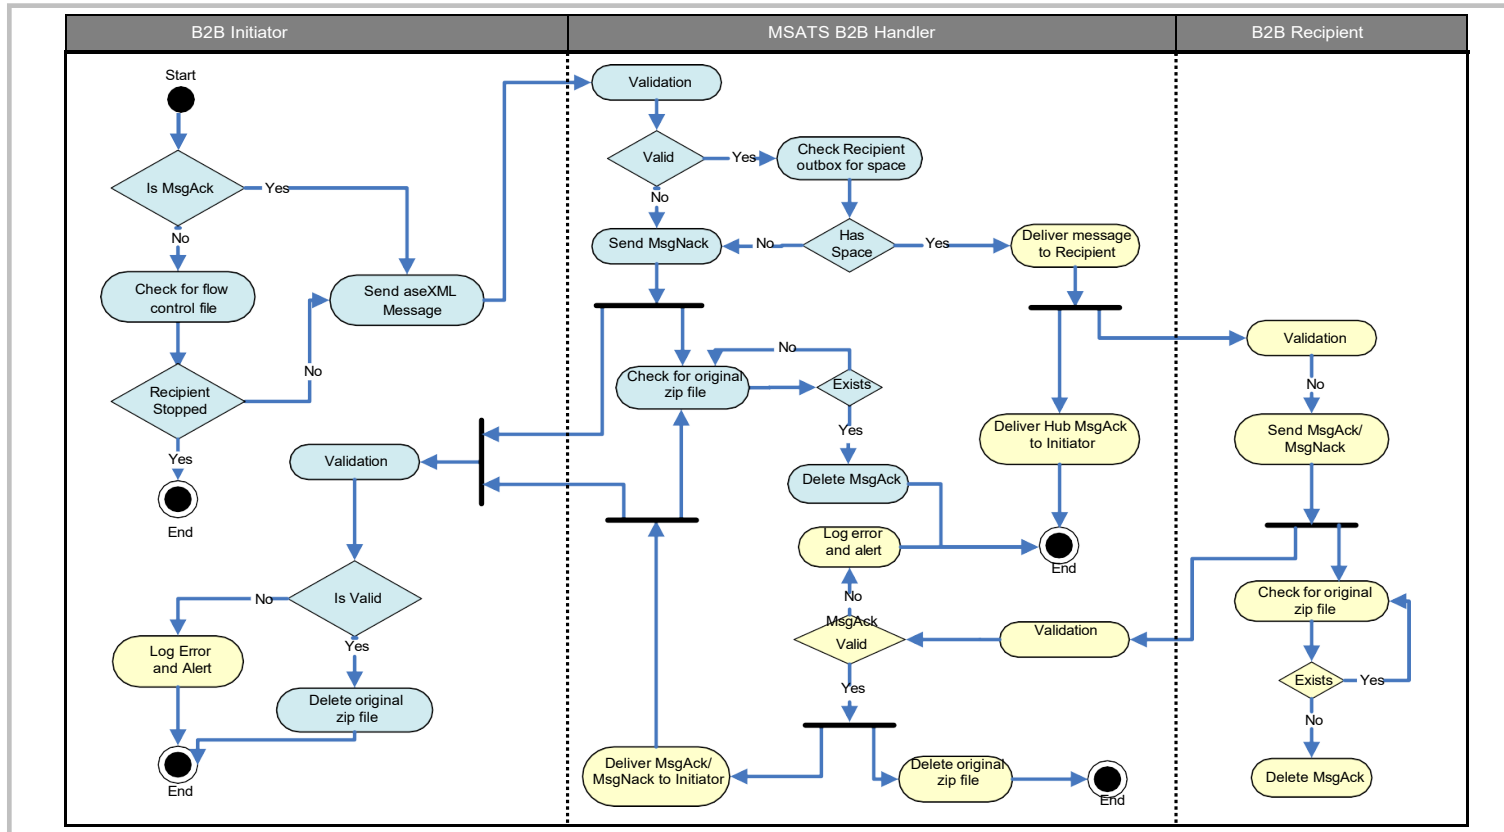 B2B Initiator
MSATS B2B Handler
B2B Recipient
Start
Is MsgAck
Yes
No
Check for flow
control file
Send aseXML
Message
No
Recipient
Stopped
Yes
End
Validation
Is Valid
No
Yes
Log Error
and Alert
Delete original
zip file
End
Validation
Valid
Yes
Check Recipient
outbox for space
No
Send MsgNack
No
Has
Space
Yes
Deliver message
to Recipient
No
Check for original
zip file
Exists
Yes
Deliver Hub MsgAck
to Initiator
Delete MsgAck
Log error
and alert
End
No
MsgAck
Valid
Validation
Yes
Deliver MsgAck/
MsgNack to Initiator
Delete original
zip file
End
Validation
No
Send MsgAck/
MsgNack
Check for original
zip file
Exists
Yes
No
Delete MsgAck